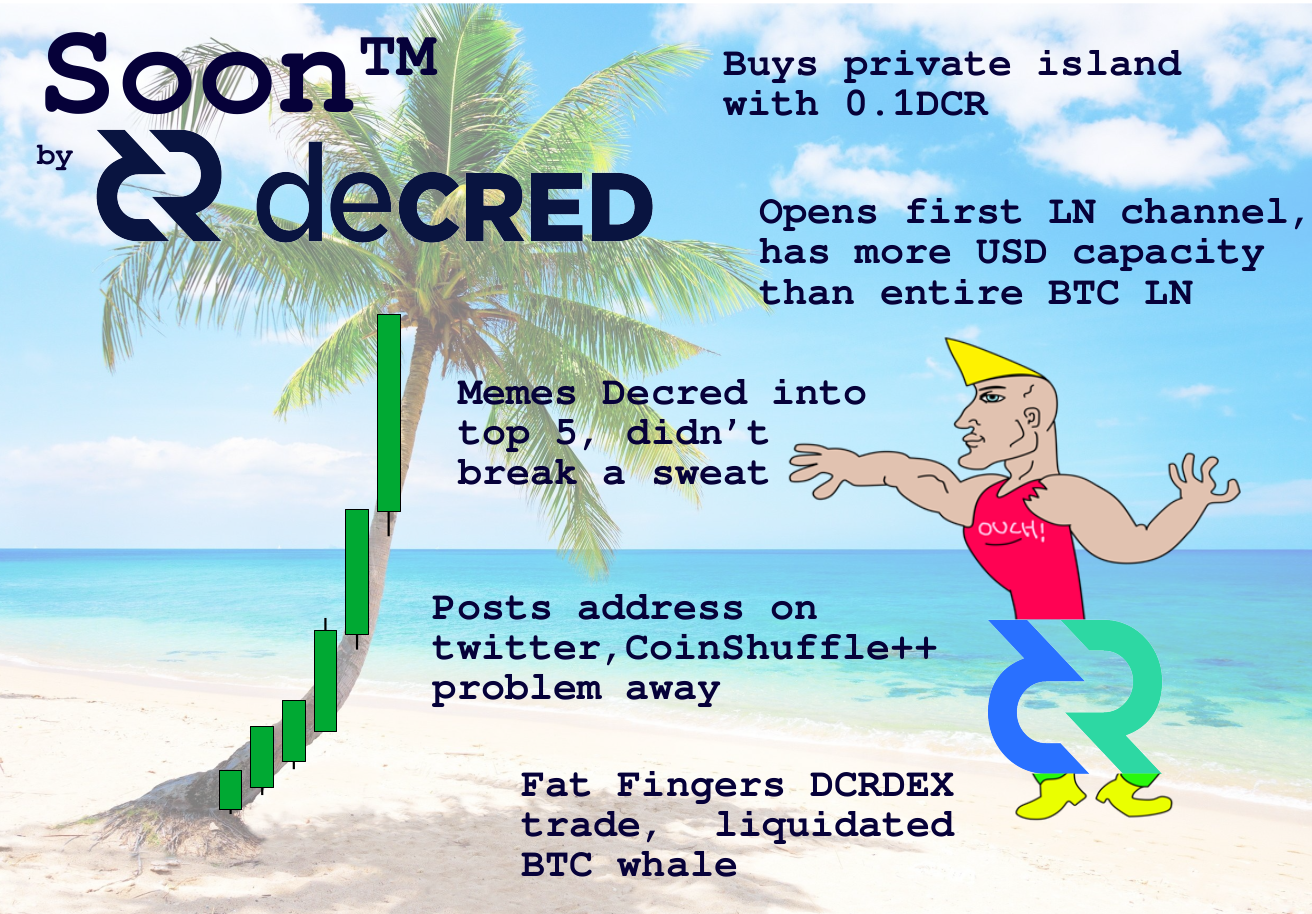 Soon™
by decRED
Buys private island
with 0.1DCR
Opens first LN channel,
has more USD capacity
than entire BTC LN
Memes Decred into
top 5, didn't
break a sweat
OUCH!
Posts address on
twitter,CoinShuffle++
problem away
Fat Fingers DCRDEX
trade, liquidated
BTC whale